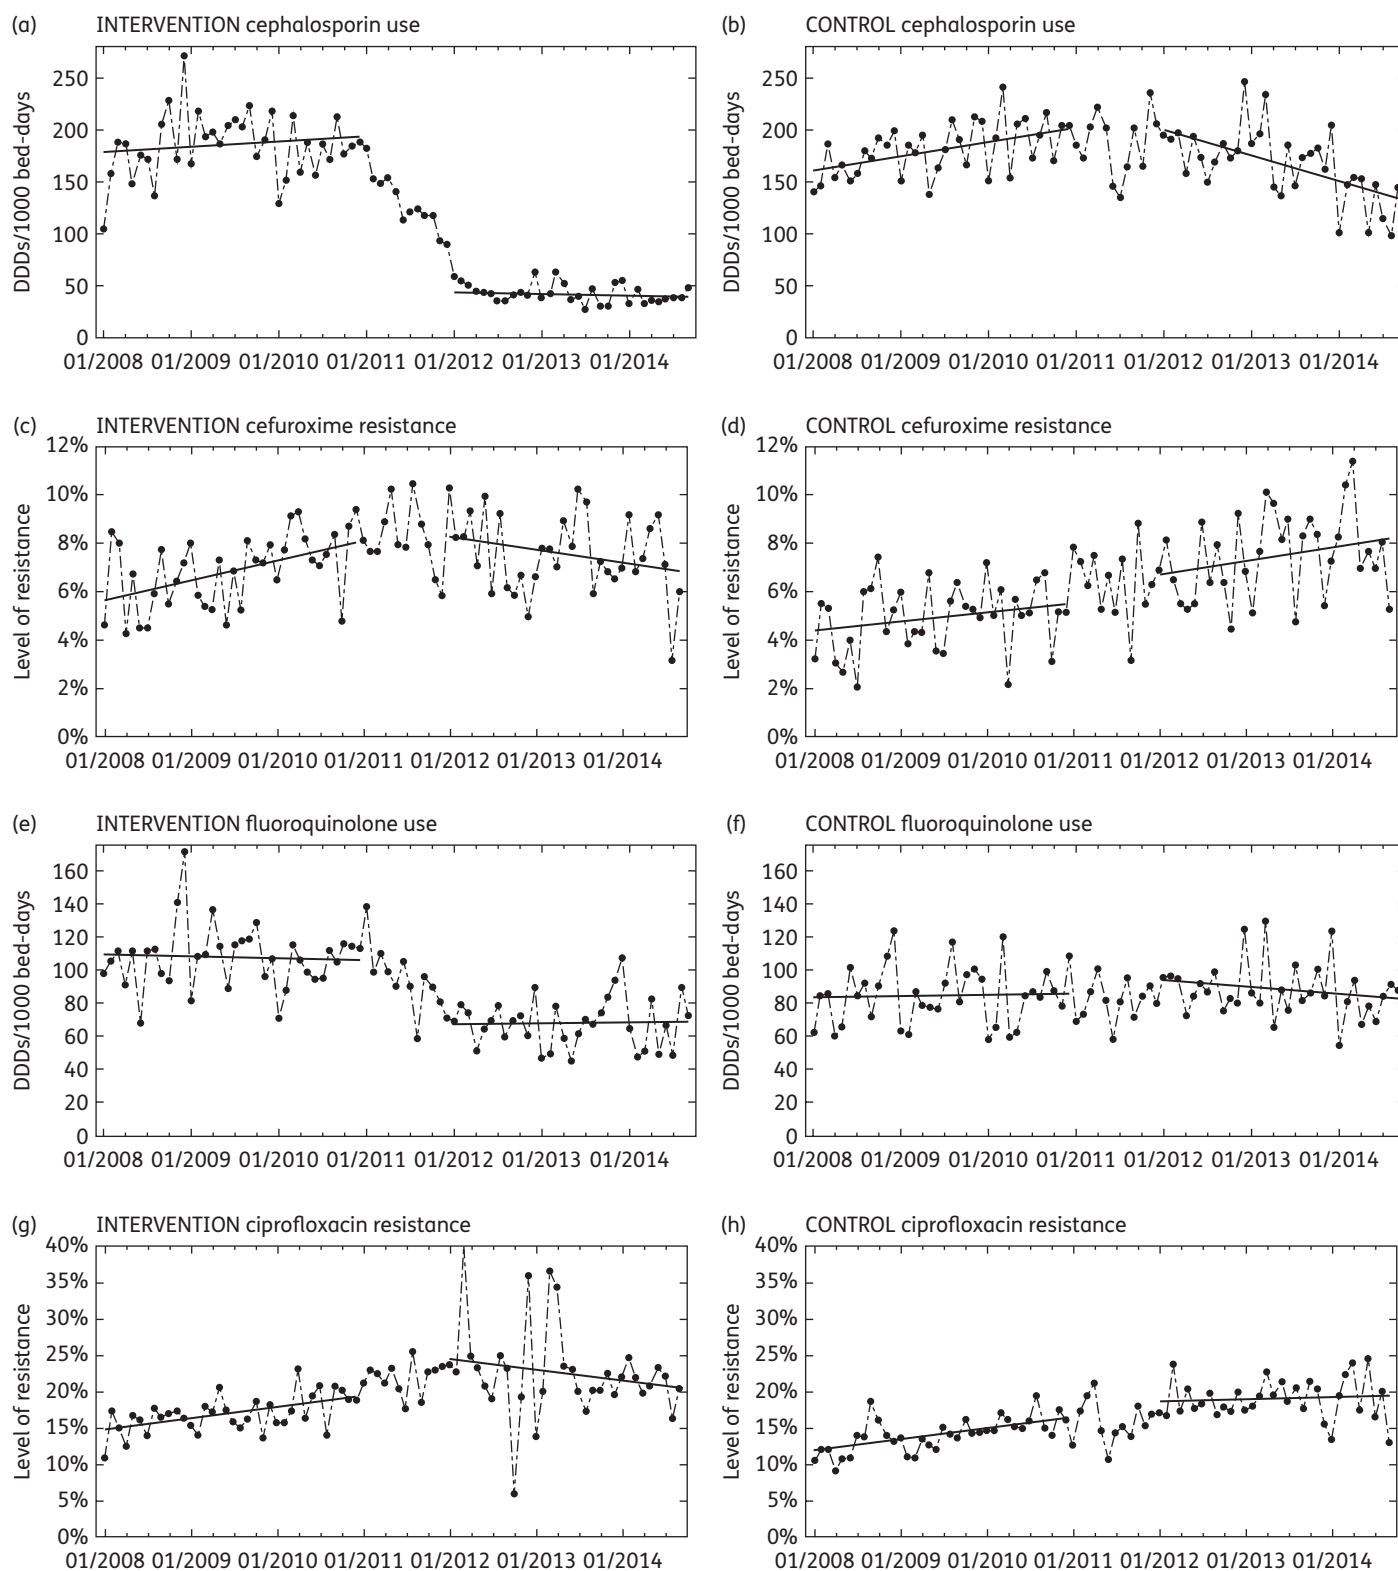 (a) INTERVENTION cephalosporin use
DDDs/1000 bed-days
250
200
150
100
50
0
01/2008 01/2009 01/2010 01/2011 01/2012 01/2013 01/2014
(b) CONTROL cephalosporin use
DDDs/1000 bed-days
250
200
150
100
50
0
01/2008 01/2009 01/2010 01/2011 01/2012 01/2013 01/2014
(c) INTERVENTION cefuroxime resistance
Level of resistance
12%
10%
8%
6%
4%
2%
0%
01/2008 01/2009 01/2010 01/2011 01/2012 01/2013 01/2014
(d) CONTROL cefuroxime resistance
Level of resistance
12%
10%
8%
6%
4%
2%
0%
01/2008 01/2009 01/2010 01/2011 01/2012 01/2013 01/2014
(e) INTERVENTION fluoroquinolone use
DDDs/1000 bed-days
160
140
120
100
80
60
40
20
0
01/2008 01/2009 01/2010 01/2011 01/2012 01/2013 01/2014
(f) CONTROL fluoroquinolone use
DDDs/1000 bed-days
160
140
120
100
80
60
40
20
0
01/2008 01/2009 01/2010 01/2011 01/2012 01/2013 01/2014
(g) INTERVENTION ciprofloxacin resistance
Level of resistance
40%
35%
30%
25%
20%
15%
10%
5%
0%
01/2008 01/2009 01/2010 01/2011 01/2012 01/2013 01/2014
(h) CONTROL ciprofloxacin resistance
Level of resistance
40%
35%
30%
25%
20%
15%
10%
5%
0%
01/2008 01/2009 01/2010 01/2011 01/2012 01/2013 01/2014